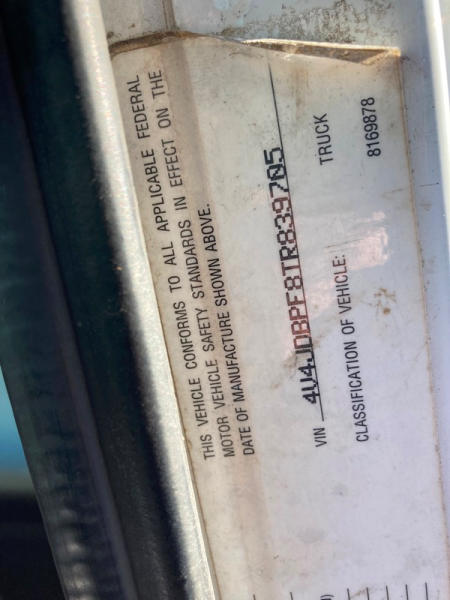 THIS VEHICLE CONFORMS TO ALL APPLICABLE FEDERAL
MOTOR VEHICLE SAFETY STANDARDS IN EFFECT ON THE
DATE OF MANUFACTURE SHOWN ABOVE.
VIN 4V4JDBPF8TR839705
CLASSIFICATION OF VEHICLE: TRUCK
8169878